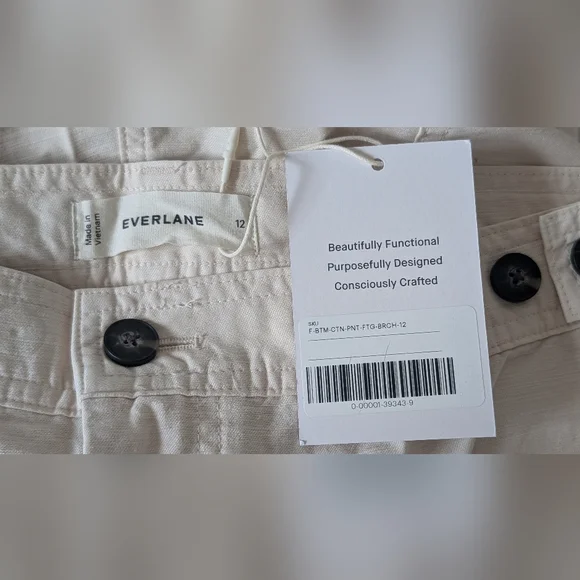 Made in
Vietnam
EVERLANE
12
Beautifully Functional
Purposefully Designed
Consciously Crafted
SKU
F-BTM-CTN-PNT-FTG-BRCH-12
0-00001-39343-9